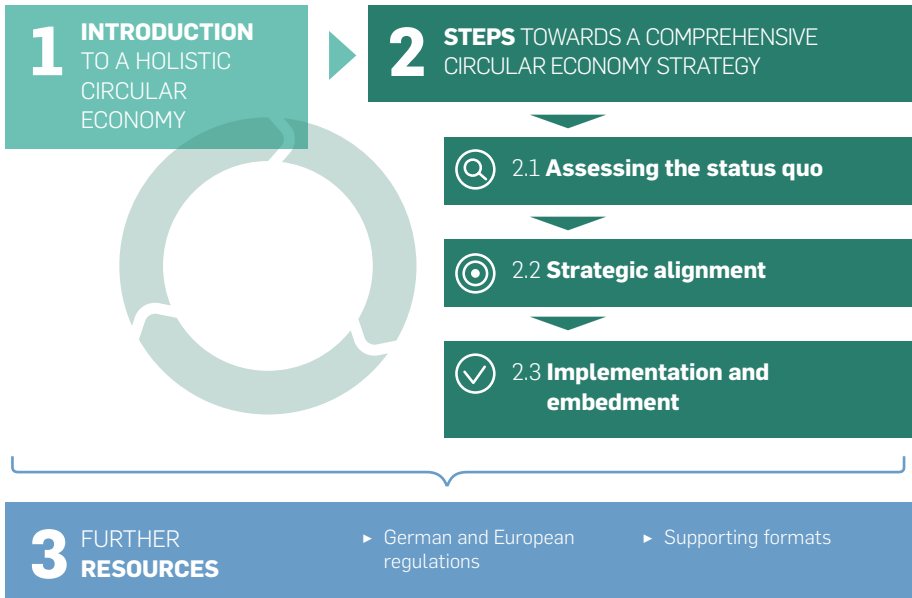 1 INTRODUCTION
TO A HOLISTIC
CIRCULAR
ECONOMY
2 STEPS TOWARDS A COMPREHENSIVE
CIRCULAR ECONOMY STRATEGY
2.1 Assessing the status quo
2.2 Strategic alignment
2.3 Implementation and
embedment
3 FURTHER
RESOURCES
▸ German and European
regulations
▸ Supporting formats